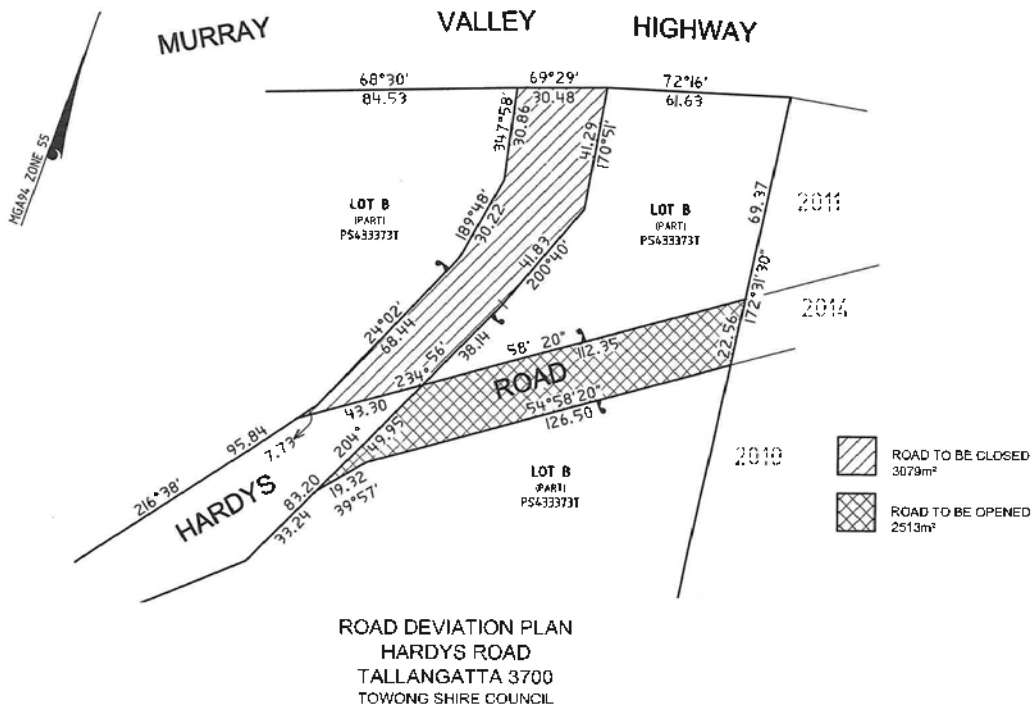 MURRAY VALLEY HIGHWAY
MGA94 ZONE 55
68°30'
84.53
69°29'
30.48
72°16'
61.63
347°58'
30.86
41.29
170°51'
LOT B
(PART)
PS433373T
189°48'
30.22
LOT B
(PART)
PS433373T
69.37
2011
41.83
200°40'
24°02'
68.44
172°31'30"
2014
22.56
234°
56'
38.14
58' 20"
112.35
ROAD
43.30
54°58'20"
126.50
95.84
7.73
204°
49.95
216°38'
HARDYS
83.20
33.24
19.32
39°57'
LOT B
(PART)
PS433373T
2010
ROAD TO BE CLOSED
3079m²
ROAD TO BE OPENED
2513m²
ROAD DEVIATION PLAN
HARDYS ROAD
TALLANGATTA 3700
TOWONG SHIRE COUNCIL